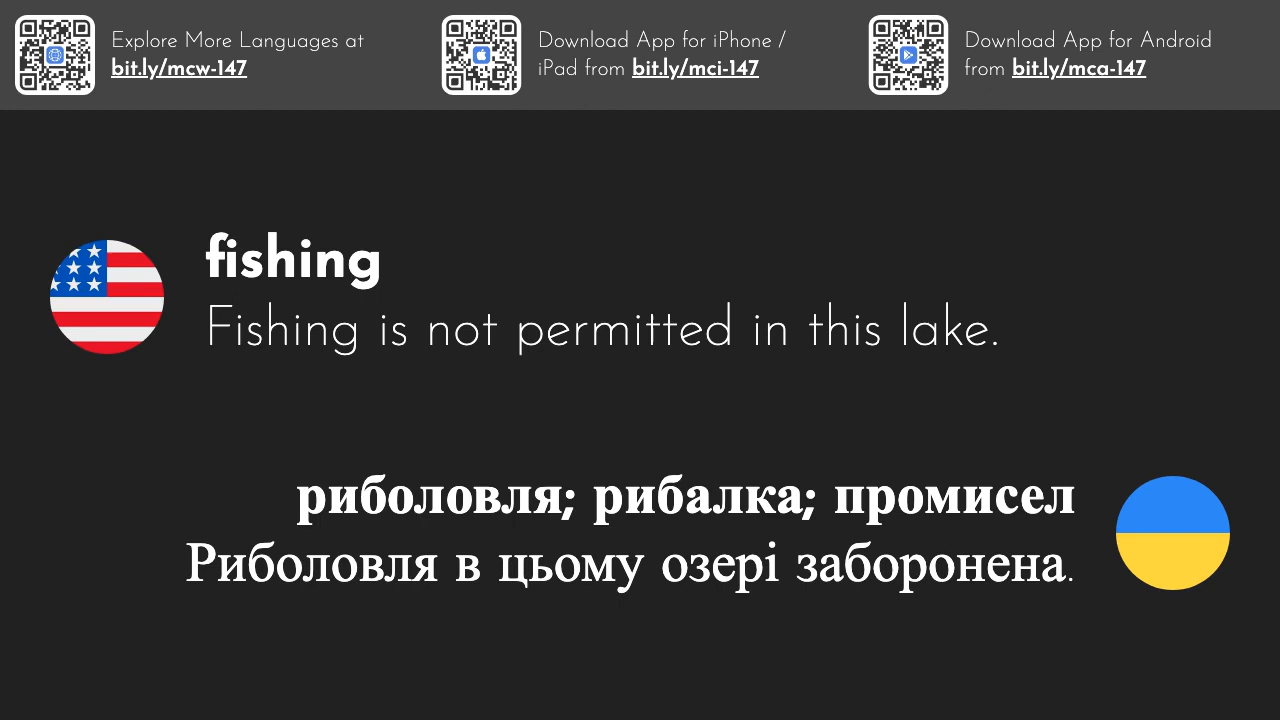 Explore More Languages at
bit.ly/mcw-147
Download App for iPhone /
iPad from bit.ly/mci-147
Download App for Android
from bit.ly/mca-147
fishing
Fishing is not permitted in this lake.
риболовля; рибалка; промисел
Риболовля в цьому озері заборонена.